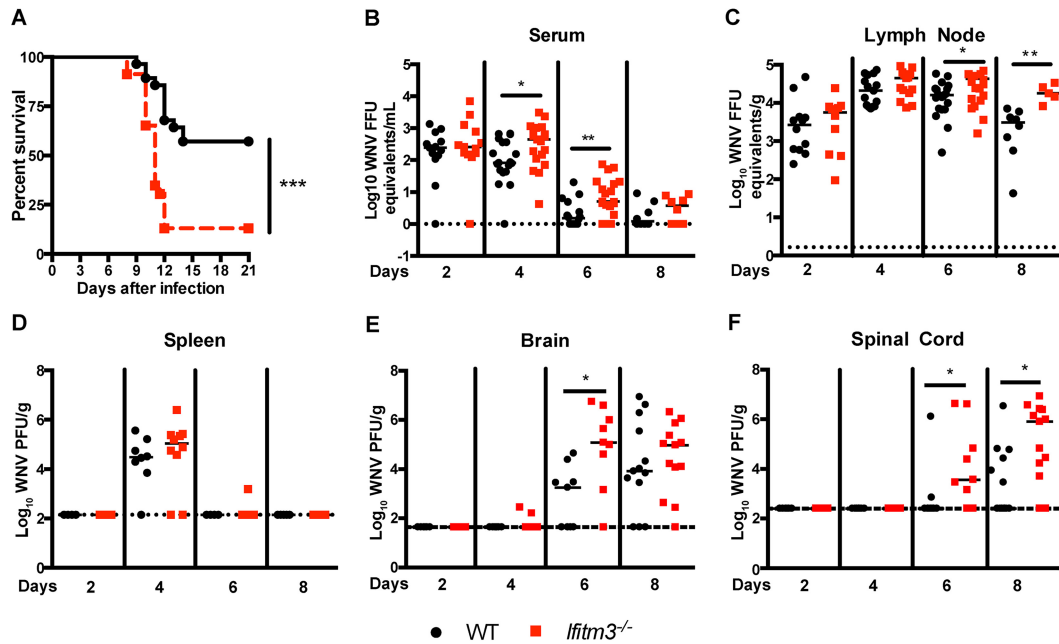 A
Percent survival
100
75
50
25
0
0 3 6 9 12 15 18 21
Days after infection
***
B
Serum
Log10 WNV FFU
equivalents/mL
5
4
3
2
1
0
-1
*
**
Days 2 4 6 8
C
Lymph Node
Log10 WNV FFU
equivalents/g
5
4
3
2
1
0
*
**
Days 2 4 6 8
D
Spleen
Log10 WNV PFU/g
8
6
4
2
0
Days 2 4 6 8
E
Brain
Log10 WNV PFU/g
8
6
4
2
0
*
Days 2 4 6 8
F
Spinal Cord
Log10 WNV PFU/g
8
6
4
2
0
*
*
Days 2 4 6 8
WT Ifitm3-/-